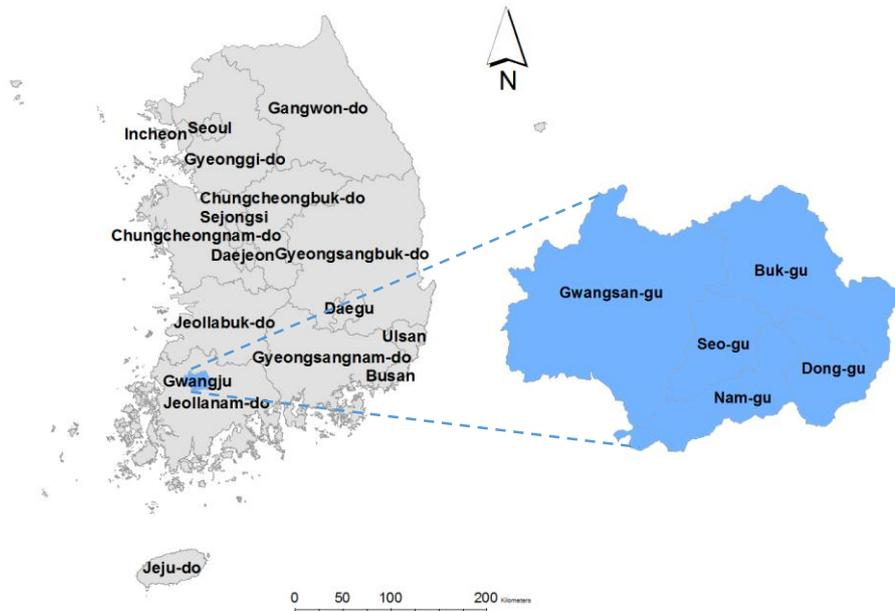 N
Gangwon-do
Incheon
Seoul
Gyeonggi-do
Chungcheongbuk-do
Sejongsi
Chungcheongnam-do
Daejeon
Gyeongsangbuk-do
Daegu
Jeollabuk-do
Ulsan
Gyeongsangnam-do
Busan
Gwangju
Jeollanam-do
Jeju-do
Gwangsan-gu
Buk-gu
Seo-gu
Dong-gu
Nam-gu
0 50 100 200 Kilometers